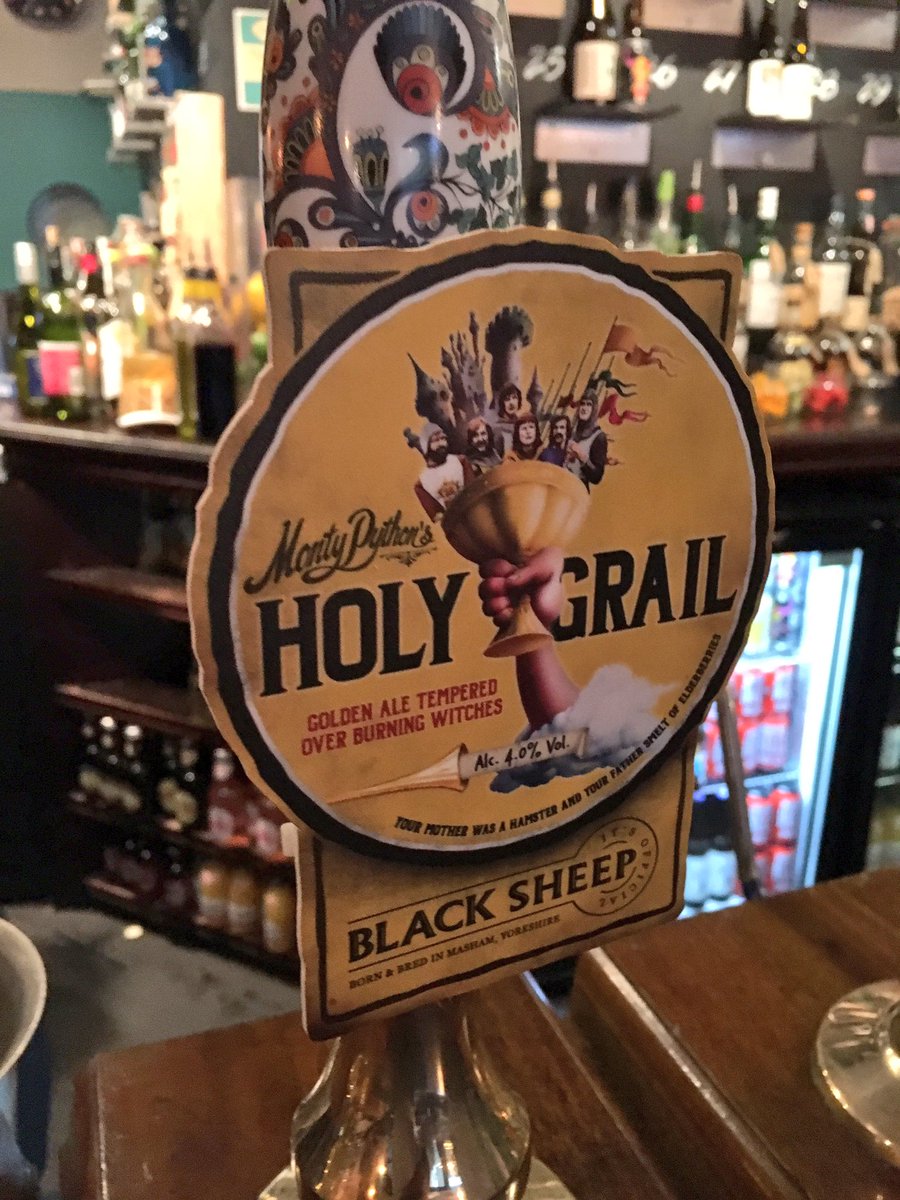 Monty Python's
HOLY GRAIL
GOLDEN ALE TEMPERED
OVER BURNING WITCHES
Alc. 4.0% Vol.
YOUR MOTHER WAS A HAMSTER AND YOUR FATHER SMELT OF ELDERBERRIES
BLACK SHEEP
IT'S OFFICIAL
BORN & BRED IN MASHAM, YORKSHIRE